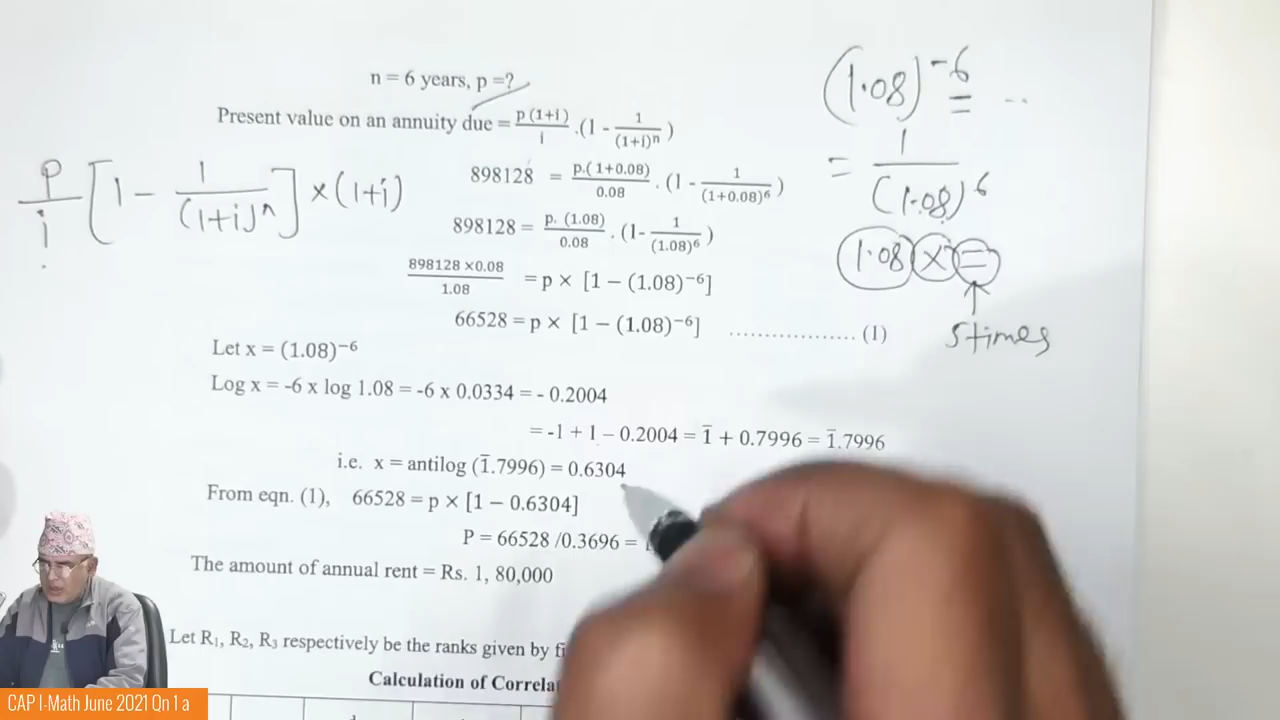 n = 6 years, p =?
Present value on an annuity due = p (1+i)/i .(1 - 1/(1+i)ⁿ)
898128 = p.( 1+0.08)/0.08 . (1 - 1/(1+0.08)⁶)
898128 = p. (1.08)/0.08 . (1- 1/(1.08)⁶)
898128 ×0.08/1.08 = p × [1 − (1.08)⁻⁶]
66528 = p × [1 − (1.08)⁻⁶] .................. (1)
Let x = (1.08)⁻⁶
Log x = -6 x log 1.08 = -6 x 0.0334 = - 0.2004
= -1 + 1 – 0.2004 = 1̅ + 0.7996 = 1̅.7996
i.e. x = antilog (1̅.7996) = 0.6304
From eqn. (1), 66528 = p × [1 − 0.6304]
P = 66528 /0.3696 =
The amount of annual rent = Rs. 1, 80,000
Let R₁, R₂, R₃ respectively be the ranks given by
Calculation of
p/i [1 - 1/(1+i)ⁿ] × (1+i)
(1.08)⁻⁶ = ..
= 1/(1.08)⁶
1.08 × =
↑
5 times
CAP I-Math June 2021 Qn 1 a